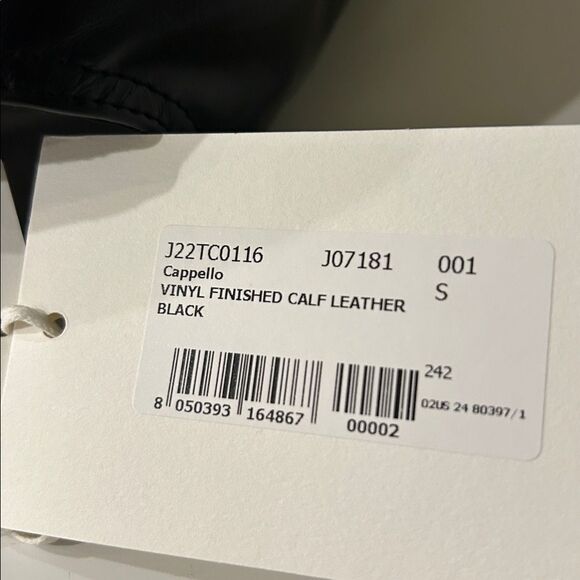 J22TC0116 J07181 001
Cappello S
VINYL FINISHED CALF LEATHER
BLACK
242
02US 24 80397/1
8 050393 164867 00002